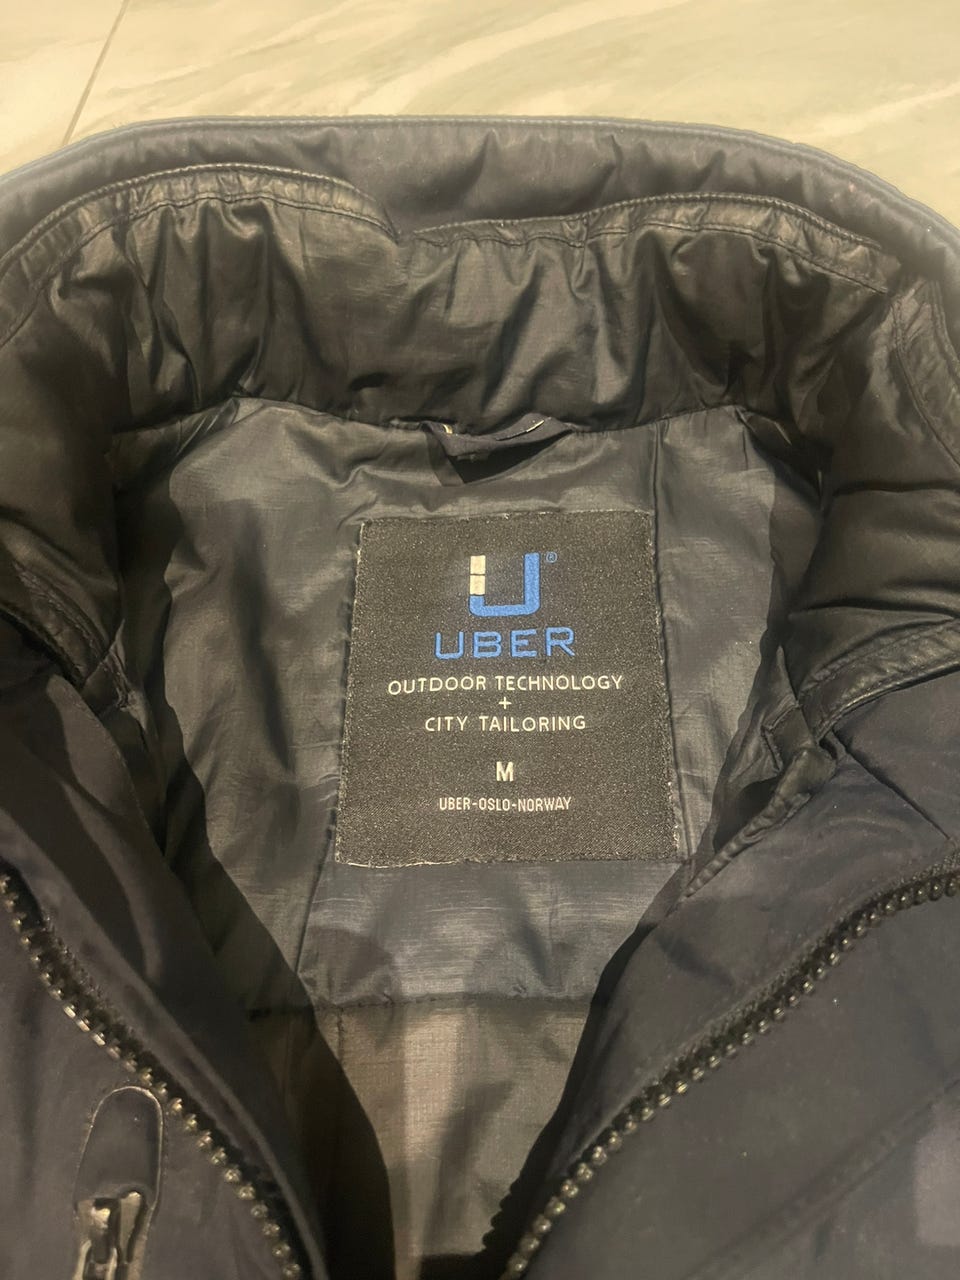 U®
UBER
OUTDOOR TECHNOLOGY
+
CITY TAILORING
M
UBER-OSLO-NORWAY